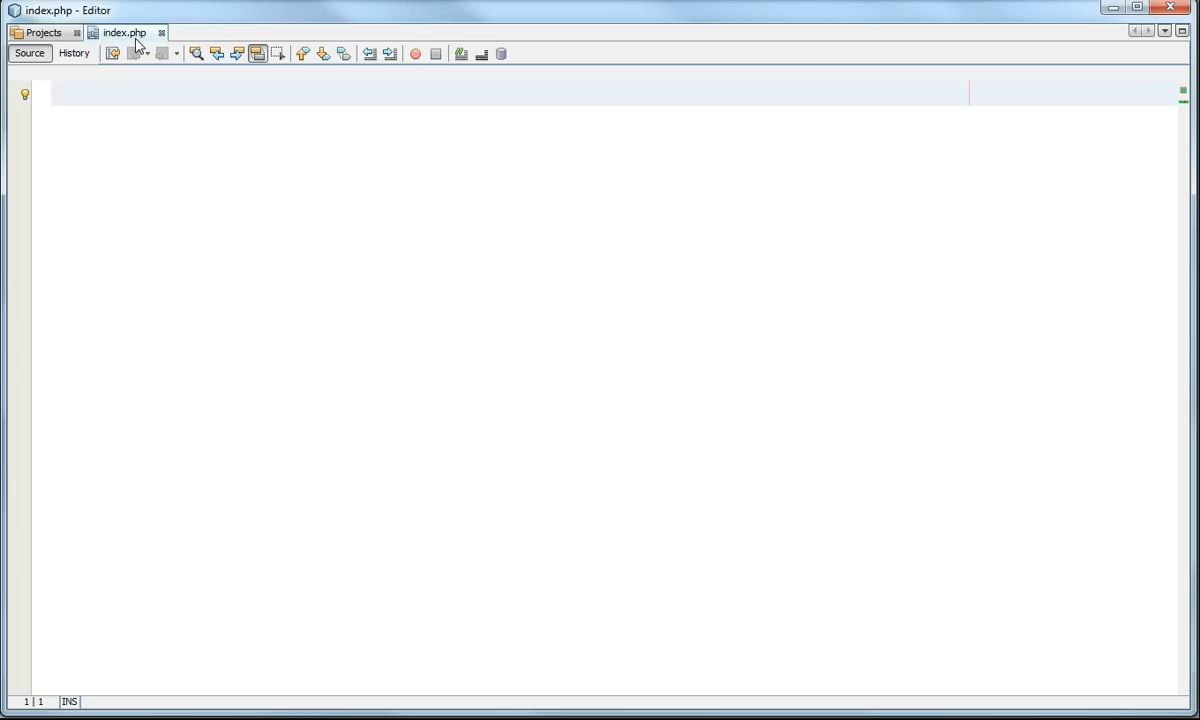 index.php - Editor
Projects index.php
Source History
1 | 1 INS